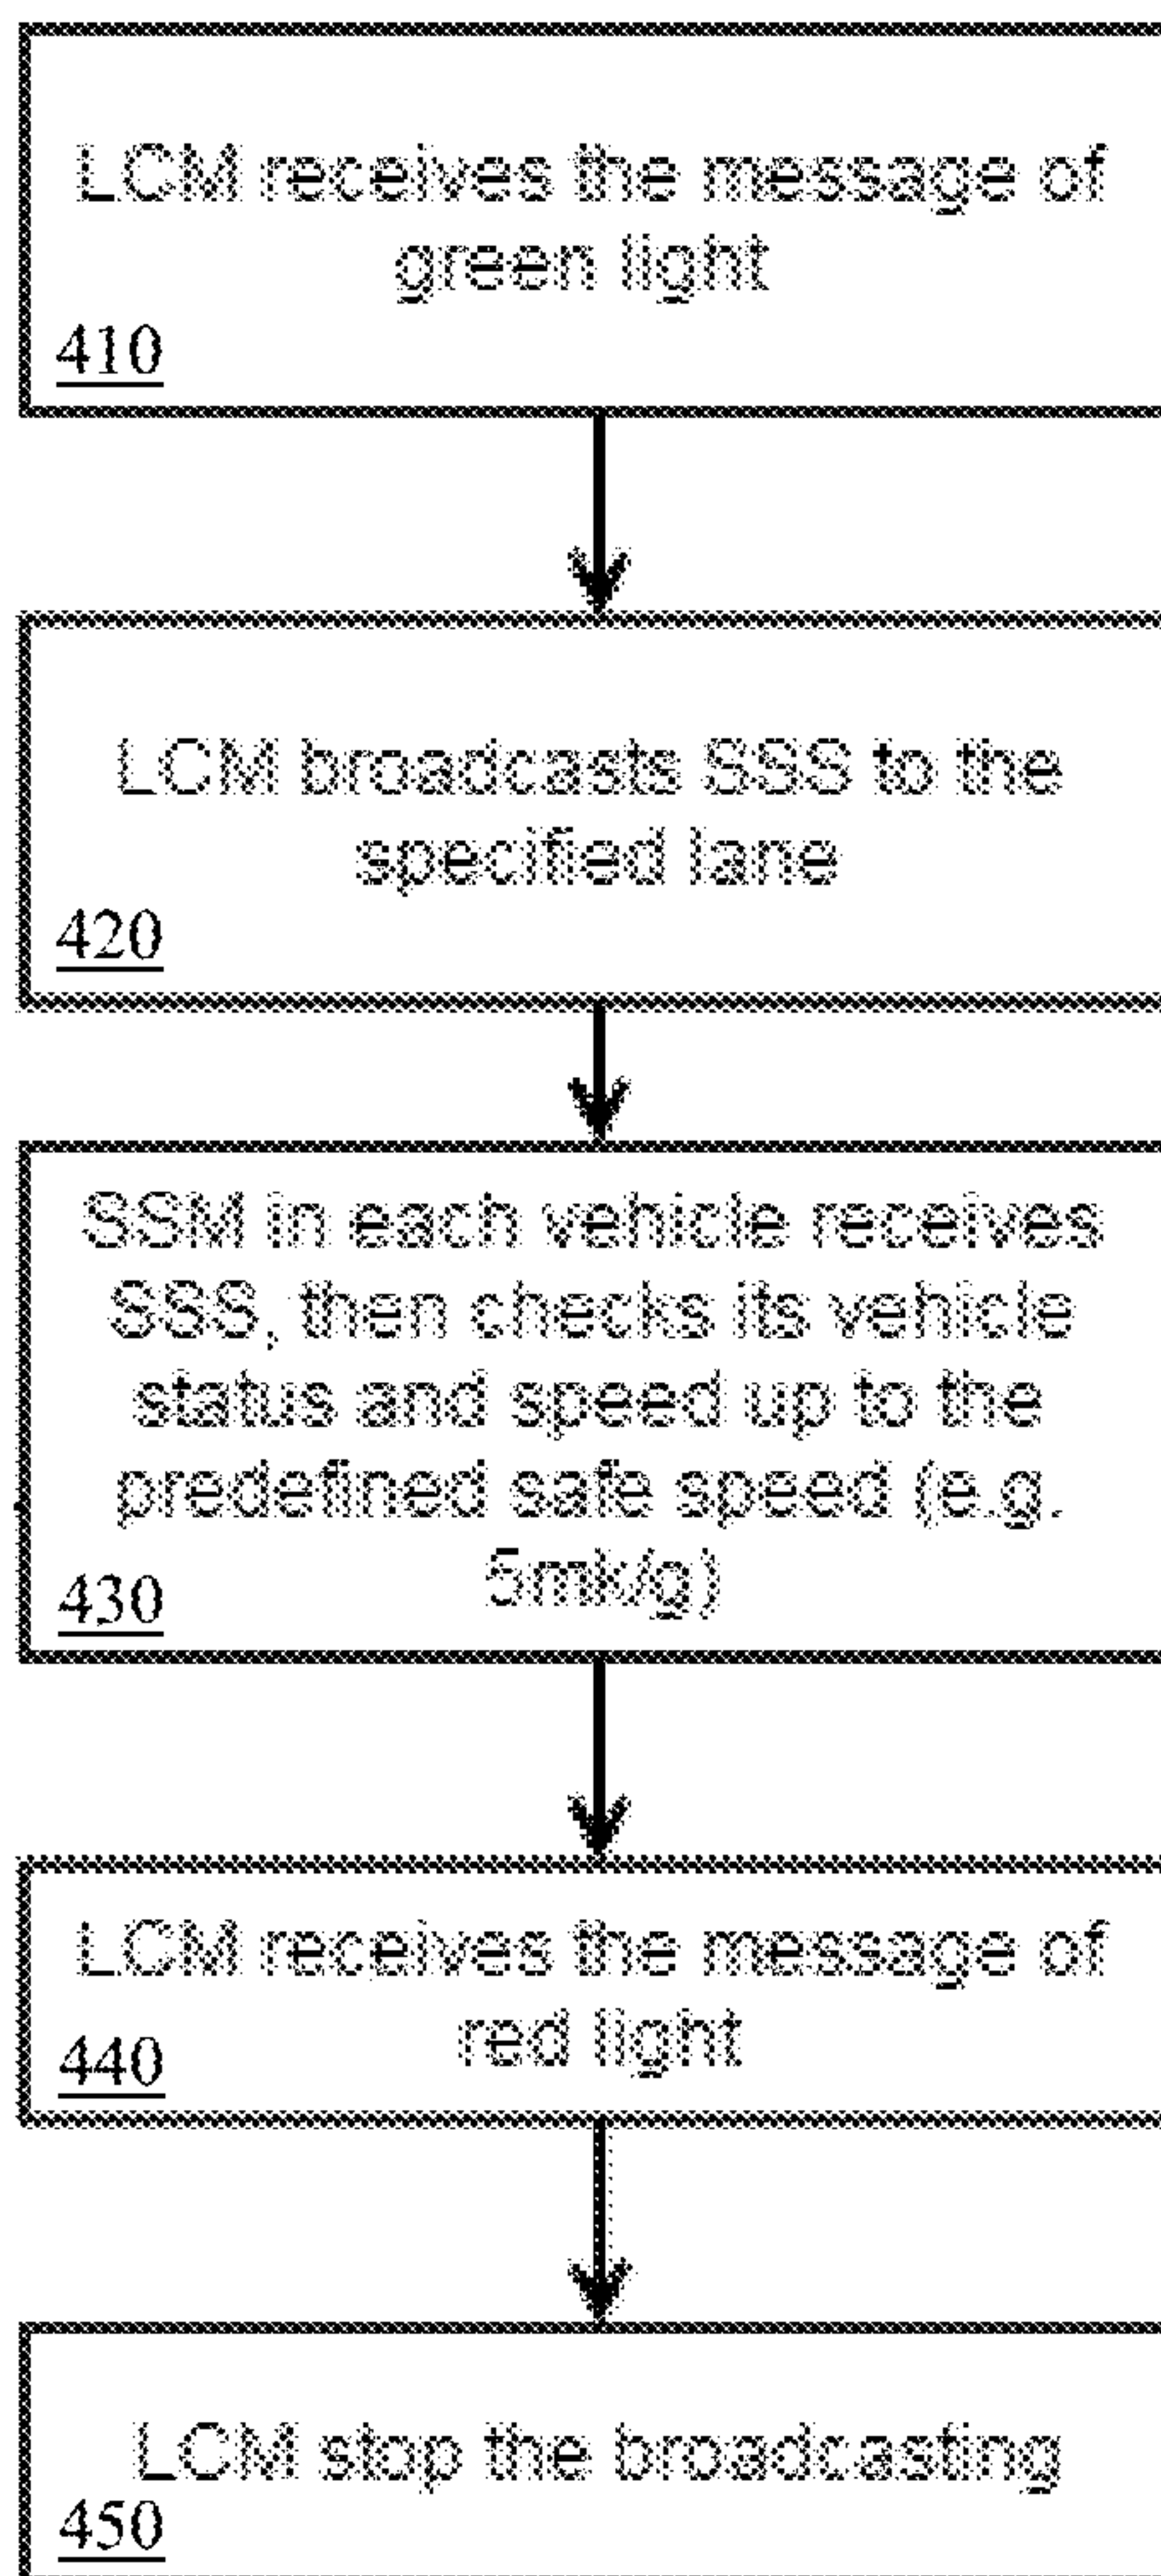 LCM receives the message of
green light
410
LCM broadcasts SSS to the
specified lane
420
SSM in each vehicle receives
SSS, then checks its vehicle
status and speed up to the
predefined safe speed (e.g.
5mk/g)
430
LCM receives the message of
red light
440
LCM stop the broadcasting
450